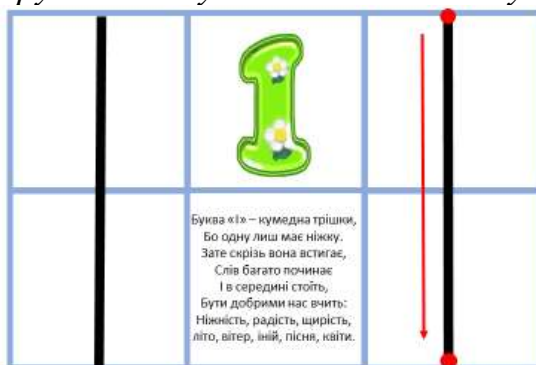 Буква «І» – кумедна трішки,
Бо одну лиш має ніжку.
Зате скрізь вона встигає,
Слів багато починає
І в середині стоїть,
Бути добрими нас вчить:
Ніжність, радість, щирість,
літо, вітер, іній, пісня, квіти.